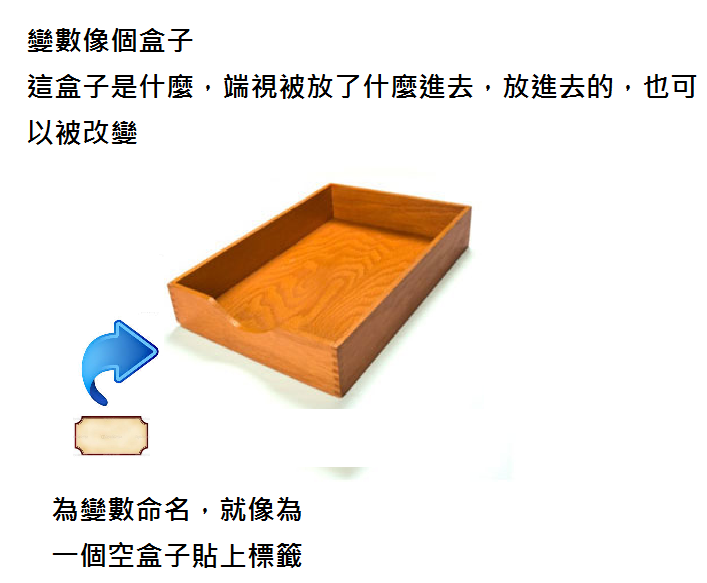 變數像個盒子
這盒子是什麼，端視被放了什麼進去，放進去的，也可
以被改變
為變數命名，就像為
一個空盒子貼上標籤